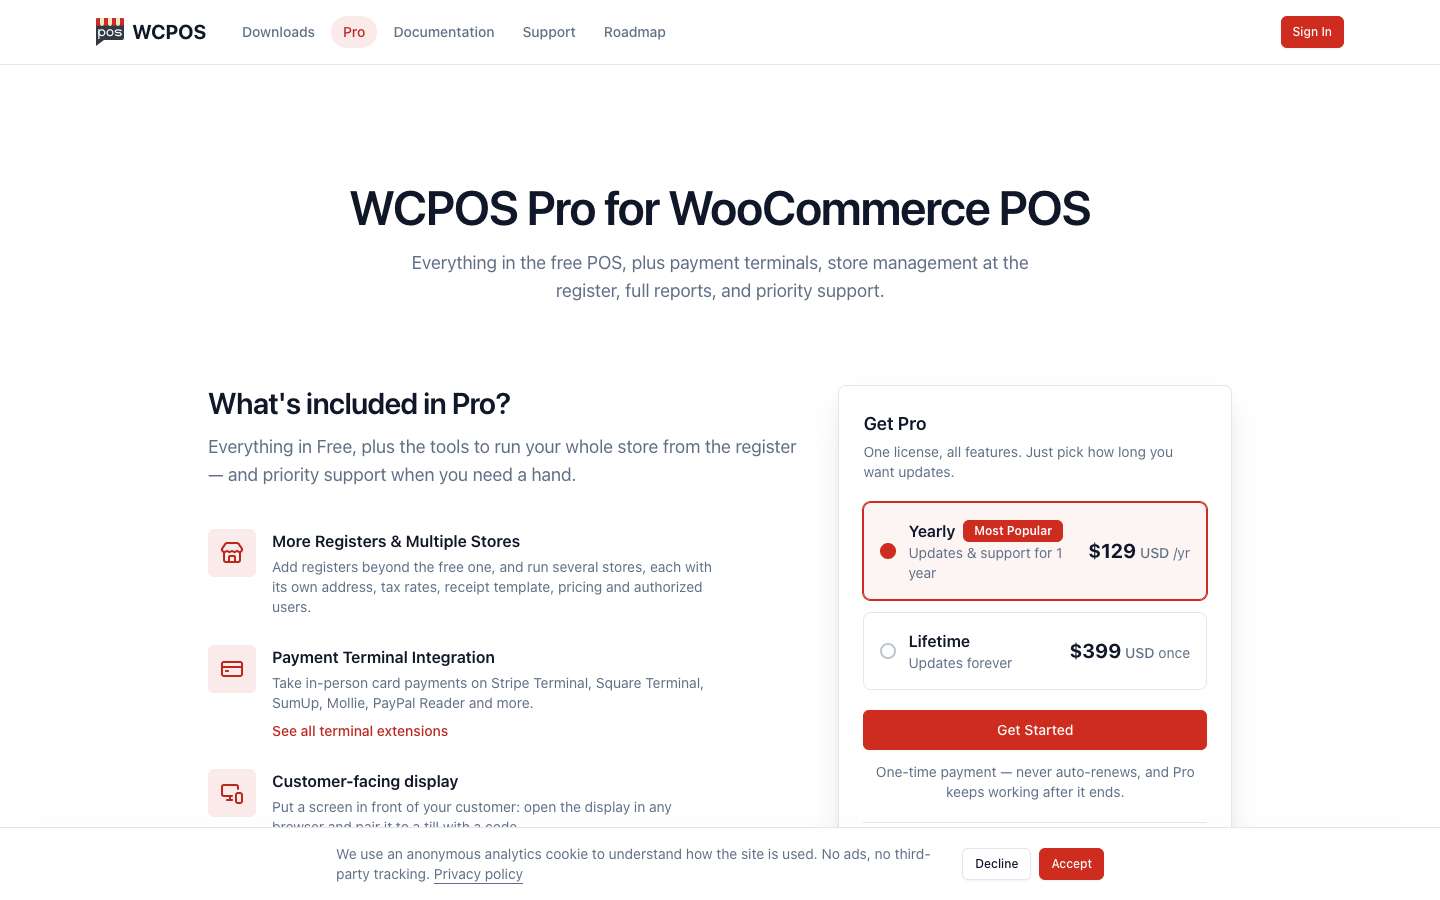 pos WCPOS Downloads Pro Documentation Support Roadmap Sign In
WCPOS Pro for WooCommerce POS
Everything in the free POS, plus payment terminals, store management at the
register, full reports, and priority support.
What's included in Pro?
Everything in Free, plus the tools to run your whole store from the register
— and priority support when you need a hand.
More Registers & Multiple Stores
Add registers beyond the free one, and run several stores, each with
its own address, tax rates, receipt template, pricing and authorized
users.
Payment Terminal Integration
Take in-person card payments on Stripe Terminal, Square Terminal,
SumUp, Mollie, PayPal Reader and more.
See all terminal extensions
Customer-facing display
Put a screen in front of your customer: open the display in any
browser and pair it to a till with a code
Get Pro
One license, all features. Just pick how long you
want updates.
Yearly Most Popular
Updates & support for 1
year
$129 USD /yr
Lifetime
Updates forever
$399 USD once
Get Started
One-time payment — never auto-renews, and Pro
keeps working after it ends.
We use an anonymous analytics cookie to understand how the site is used. No ads, no third-
party tracking. Privacy policy
Decline Accept